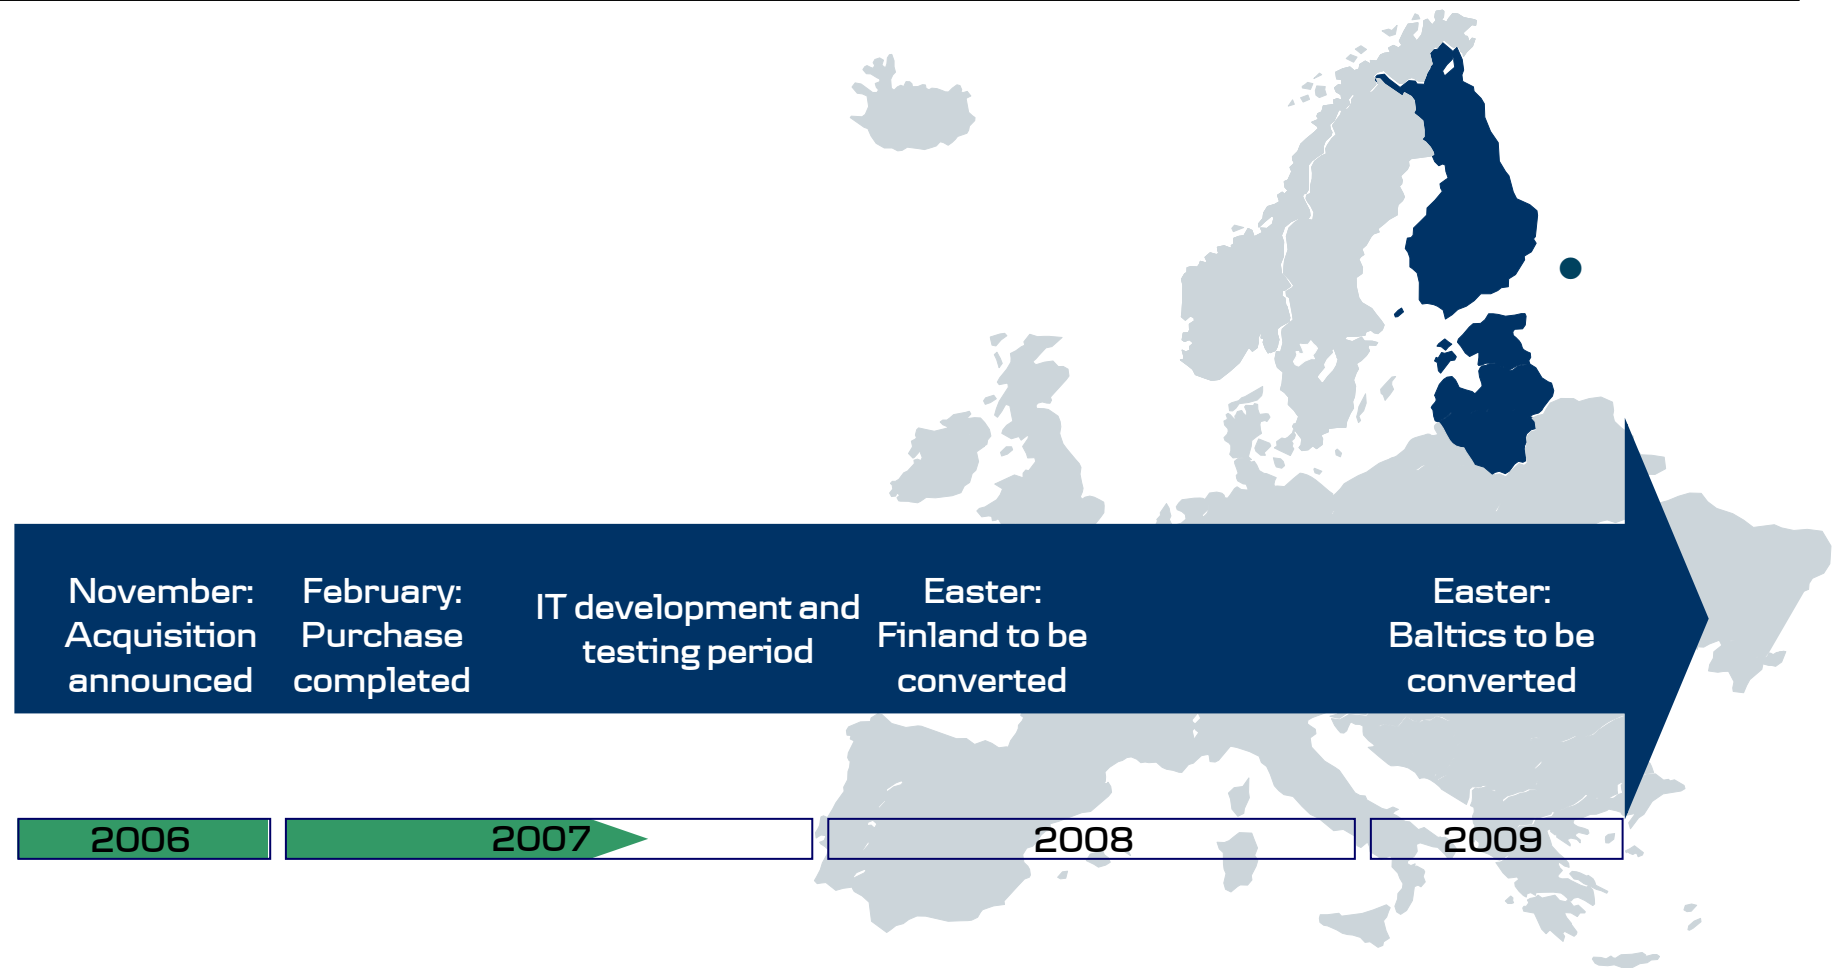 November:
Acquisition
announced
February:
Purchase
completed
IT development and
testing period
Easter:
Finland to be
converted
Easter:
Baltics to be
converted
2006
2007
2008
2009